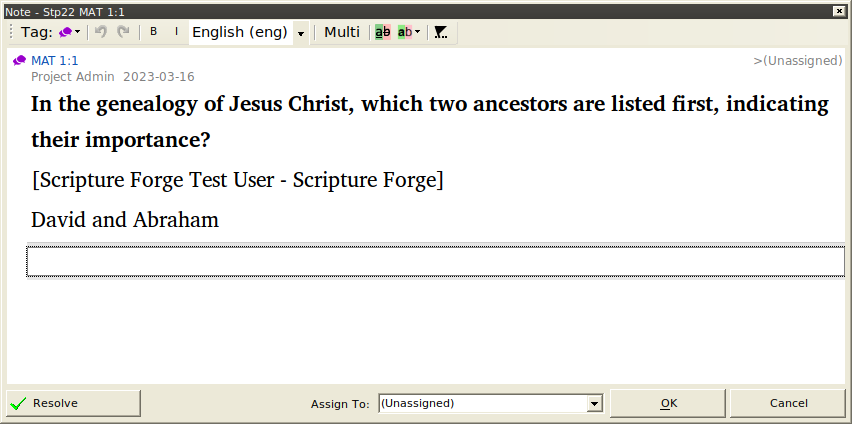 Note - Stp22 MAT 1:1
Tag: B I English (eng) Multi ab ab
MAT 1:1 >(Unassigned)
Project Admin 2023-03-16
In the genealogy of Jesus Christ, which two ancestors are listed first, indicating
their importance?
[Scripture Forge Test User - Scripture Forge]
David and Abraham
Resolve Assign To: (Unassigned) OK Cancel